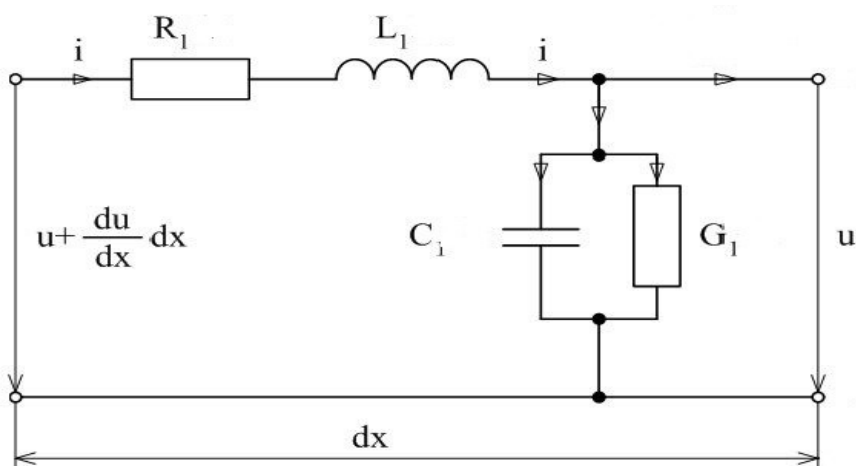 R₁ L₁
i i
u+ du/dx dx
C₁ G₁ u
dx